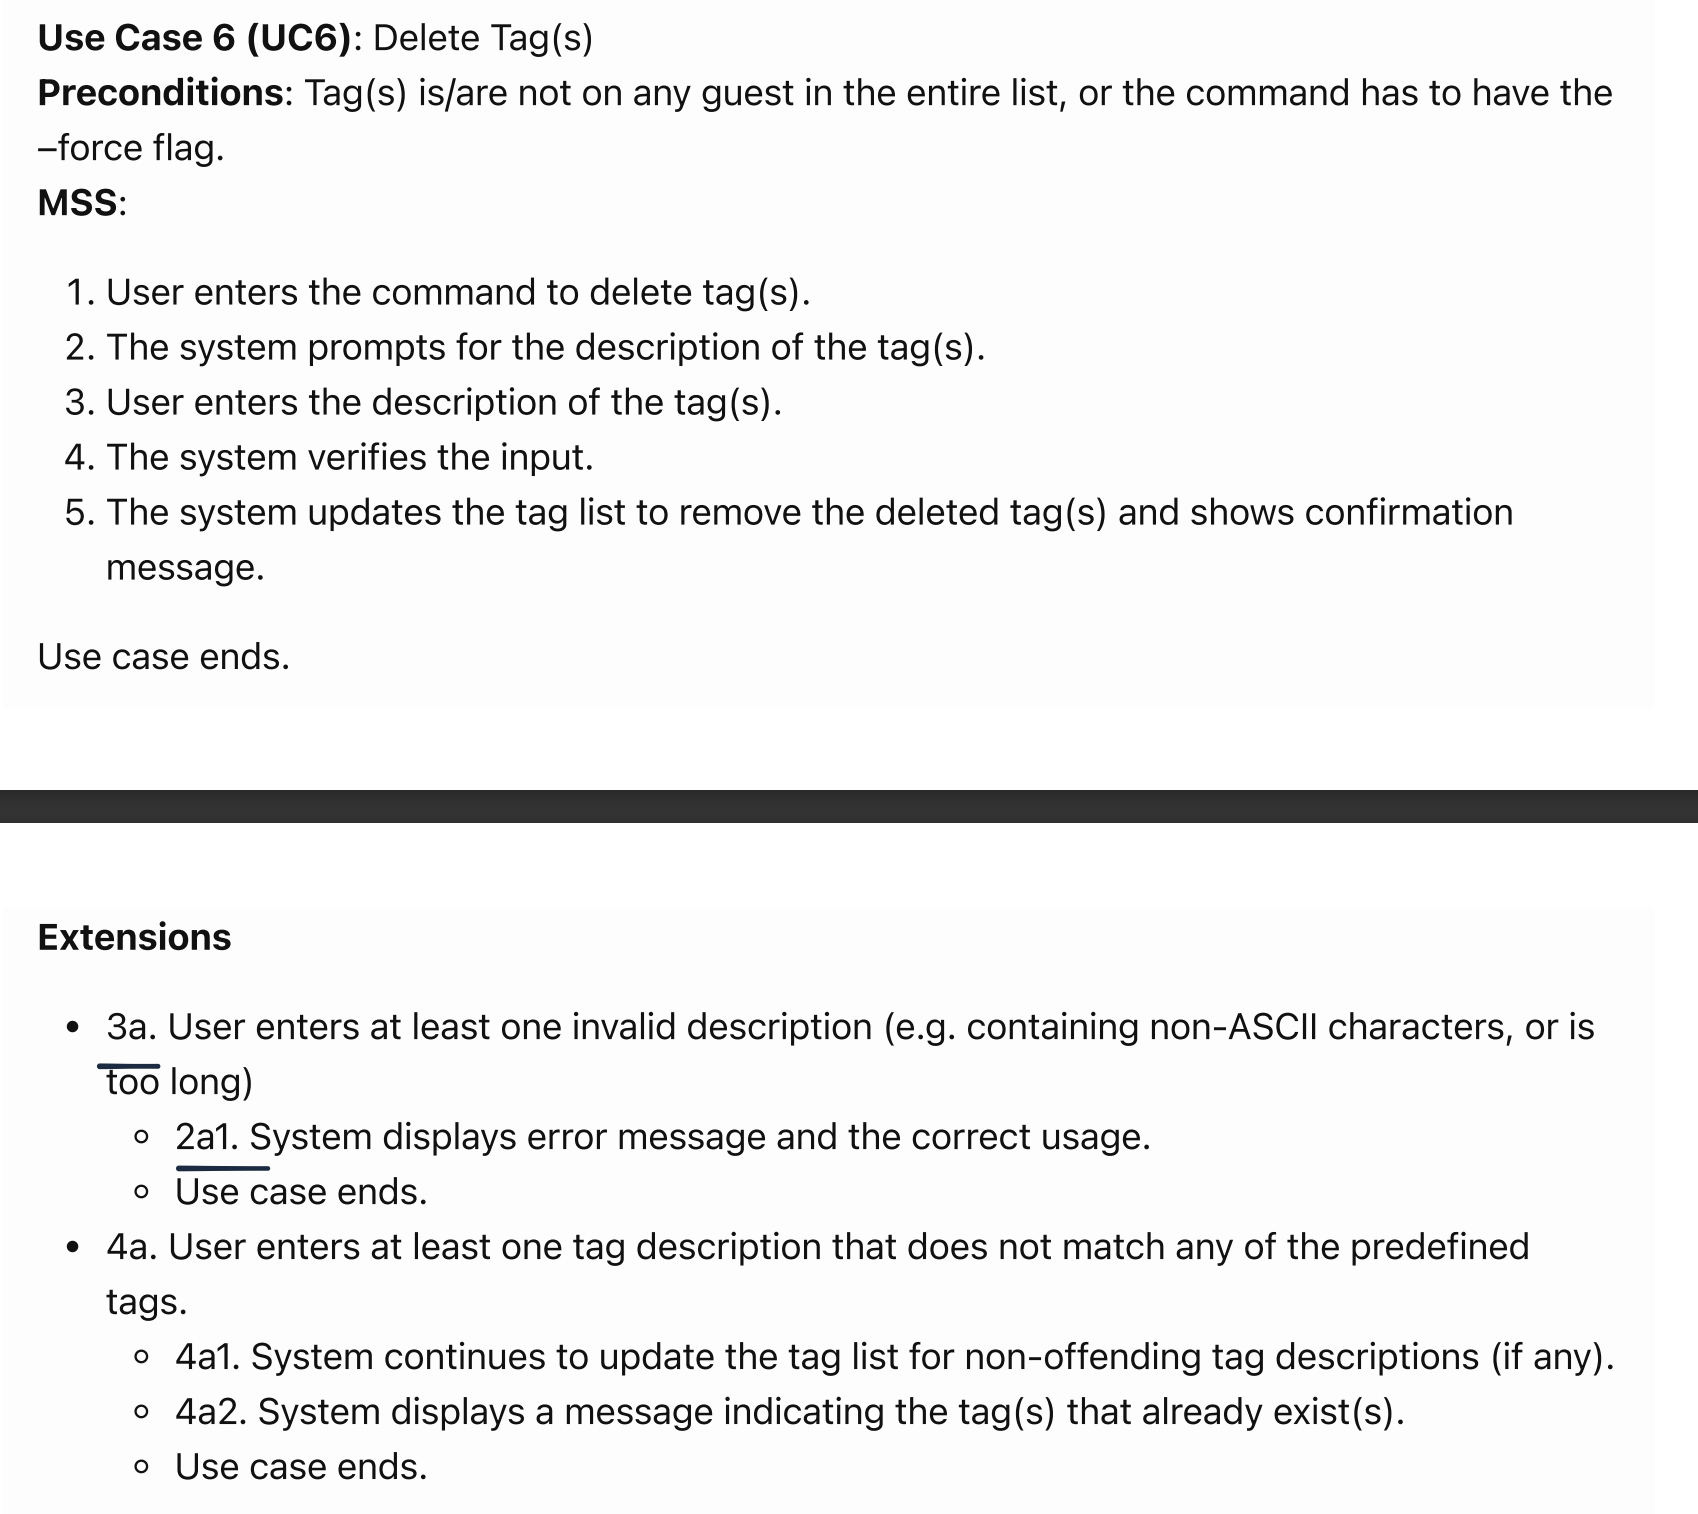 Use Case 6 (UC6): Delete Tag(s)
Preconditions: Tag(s) is/are not on any guest in the entire list, or the command has to have the
–force flag.
MSS:
1. User enters the command to delete tag(s).
2. The system prompts for the description of the tag(s).
3. User enters the description of the tag(s).
4. The system verifies the input.
5. The system updates the tag list to remove the deleted tag(s) and shows confirmation
message.
Use case ends.
Extensions
• 3a. User enters at least one invalid description (e.g. containing non-ASCII characters, or is
too long)
◦ 2a1. System displays error message and the correct usage.
◦ Use case ends.
• 4a. User enters at least one tag description that does not match any of the predefined
tags.
◦ 4a1. System continues to update the tag list for non-offending tag descriptions (if any).
◦ 4a2. System displays a message indicating the tag(s) that already exist(s).
◦ Use case ends.